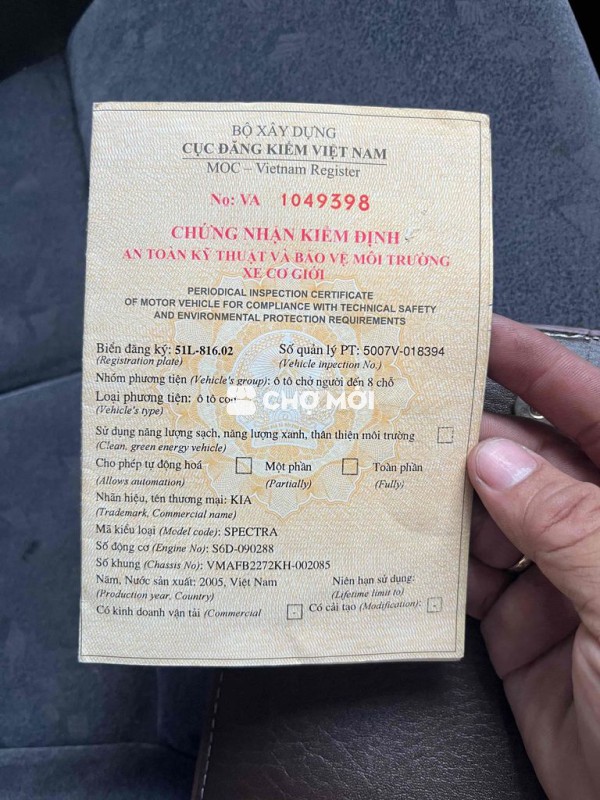 BỘ XÂY DỰNG
CỤC ĐĂNG KIỂM VIỆT NAM
MOC – Vietnam Register
No: VA 1049398
CHỨNG NHẬN KIỂM ĐỊNH
AN TOÀN KỸ THUẬT VÀ BẢO VỆ MÔI TRƯỜNG
XE CƠ GIỚI
PERIODICAL INSPECTION CERTIFICATE
OF MOTOR VEHICLE FOR COMPLIANCE WITH TECHNICAL SAFETY
AND ENVIRONMENTAL PROTECTION REQUIREMENTS
Biển đăng ký: 51L-816.02 Số quản lý PT: 5007V-018394
(Registration plate) (Vehicle inspection No.)
Nhóm phương tiện (Vehicle's group): ô tô chở người đến 8 chỗ
Loại phương tiện: ô tô con
(Vehicle's type)
CHỢ MỚI
Sử dụng năng lượng sạch, năng lượng xanh, thân thiện môi trường
(Clean, green energy vehicle)
Cho phép tự động hoá Một phần Toàn phần
(Allows automation) (Partially) (Fully)
Nhãn hiệu, tên thương mại: KIA
(Trademark, Commercial name)
Mã kiểu loại (Model code): SPECTRA
Số động cơ (Engine No): S6D-090288
Số khung (Chassis No): VMAFB2272KH-002085
Năm, Nước sản xuất: 2005, Việt Nam Niên hạn sử dụng:
(Production year, Country) (Lifetime limit to)
Có kinh doanh vận tải (Commercial Có cải tạo (Modification):